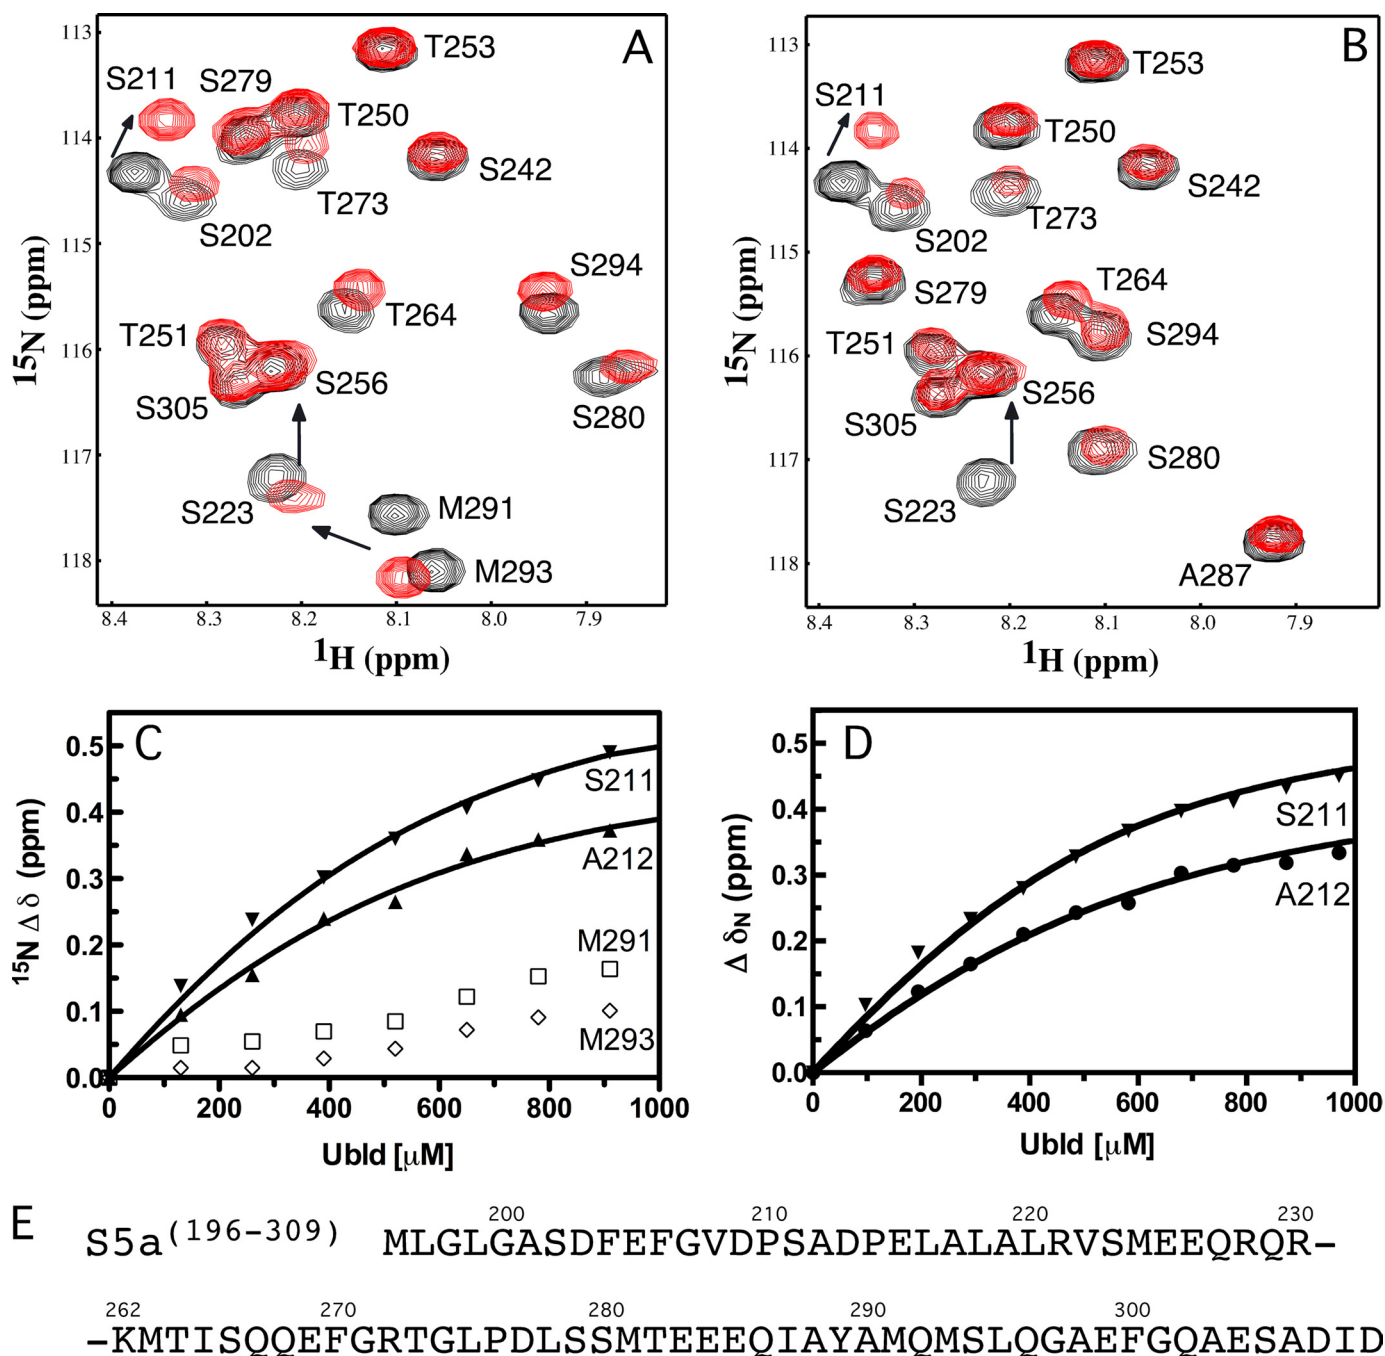 A
T253
S211
S279
T250
S242
T273
S202
S294
T264
T251
S256
S305
S280
S223
M291
M293
113
114
115
116
117
118
15N (ppm)
8.4 8.3 8.2 8.1 8.0 7.9
1H (ppm)
B
T253
S211
T250
S242
T273
S202
T264
S279
S294
T251
S256
S305
S280
S223
A287
113
114
115
116
117
118
15N (ppm)
8.4 8.3 8.2 8.1 8.0 7.9
1H (ppm)
C
0.5
0.4
0.3
0.2
0.1
0.0
15N Δ δ (ppm)
S211
A212
M291
M293
0 200 400 600 800 1000
Ubld [μM]
D
0.5
0.4
0.3
0.2
0.1
0.0
Δ δN (ppm)
S211
A212
0 200 400 600 800 1000
Ubld [μM]
E
200 210 220 230
S5a(196-309) MLGLGASDFEFGVDPSADPELALALRVSMEEQRQR-
262 270 280 290 300
-KMTISQQEFGRTGLPDLSSMTEEEQIAYAMQMSLQGAEFGQAESADID